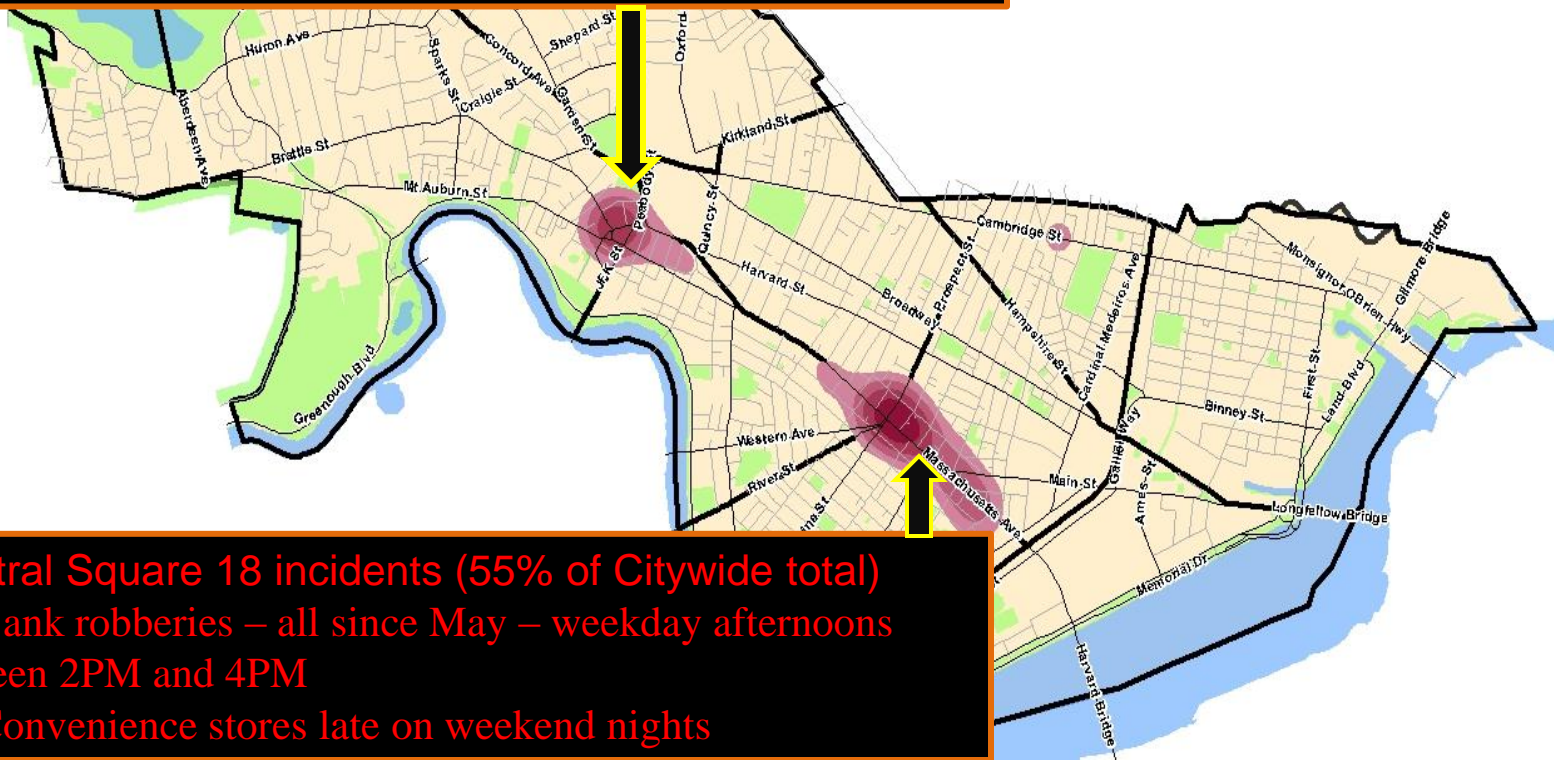 Shepard St
Oxford
Huron Ave
Sparks St
Concord Ave
Craigie St
Garden St
Kirkland St
Aberdeen Ave
Brattle St
Mt Auburn St
Peabody
Quincy St
JFK St
Cambridge St
Prospect St
Harvard St
Broadway
Hampshire St
Cardinal Medeiros Ave
Monsignor O'Brien Hwy
Gilmore Bridge
First St
Land Blvd
Binney St
Greenough Blvd
Western Ave
River St
Massachusetts Ave
Main St
Galileo Way
Ames St
Longfellow Bridge
Memorial Dr
Harvard Bridge
tral Square 18 incidents (55% of Citywide total)
ank robberies – all since May – weekday afternoons
een 2PM and 4PM
Convenience stores late on weekend nights